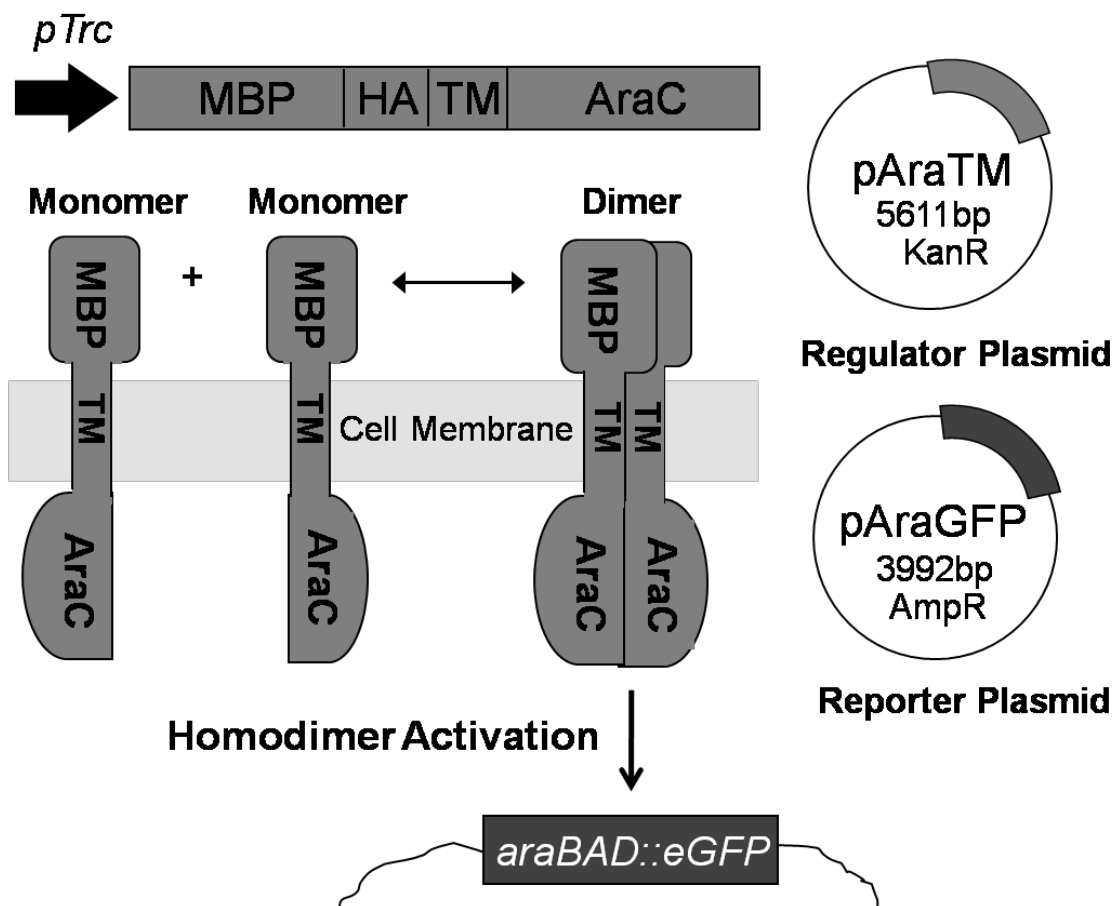 pTrc
MBP HA TM AraC
Monomer Monomer Dimer
MBP
+
MBP
MBP
TM
TM
Cell Membrane
TM
TM
AraC
AraC
AraC
AraC
Homodimer Activation
araBAD::eGFP
pAraTM
5611bp
KanR
Regulator Plasmid
pAraGFP
3992bp
AmpR
Reporter Plasmid